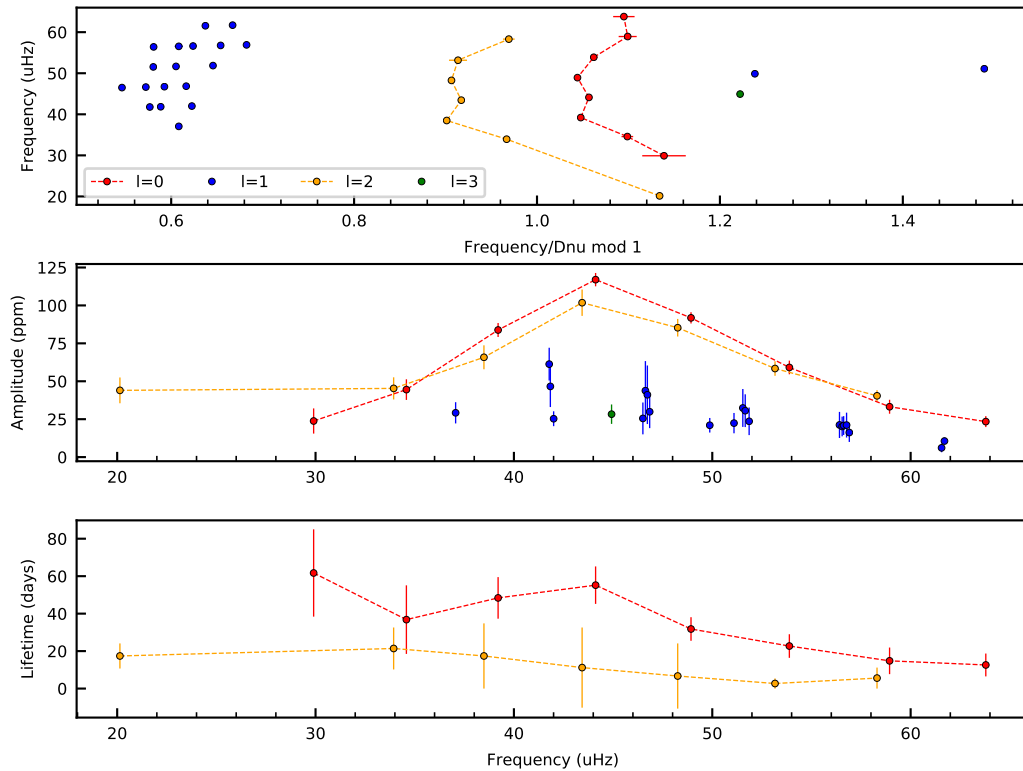 Frequency (uHz)
60
50
40
30
20
l=0 l=1 l=2 l=3
0.6 0.8 1.0 1.2 1.4
Frequency/Dnu mod 1
Amplitude (ppm)
125
100
75
50
25
0
20 30 40 50 60
Lifetime (days)
80
60
40
20
0
20 30 40 50 60
Frequency (uHz)